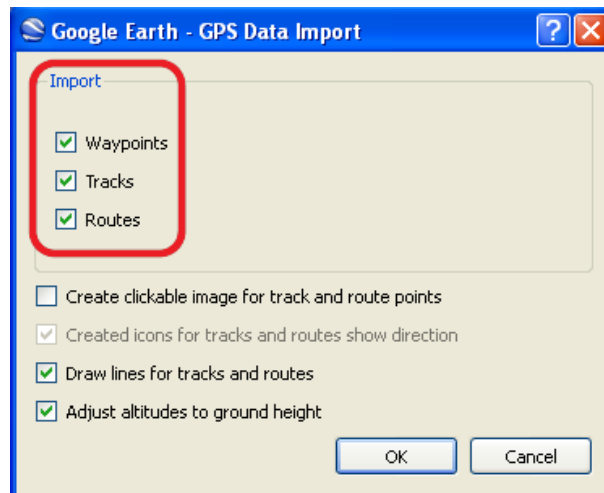 Google Earth - GPS Data Import
?
Import
Waypoints
Tracks
Routes
Create clickable image for track and route points
Created icons for tracks and routes show direction
Draw lines for tracks and routes
Adjust altitudes to ground height
OK Cancel